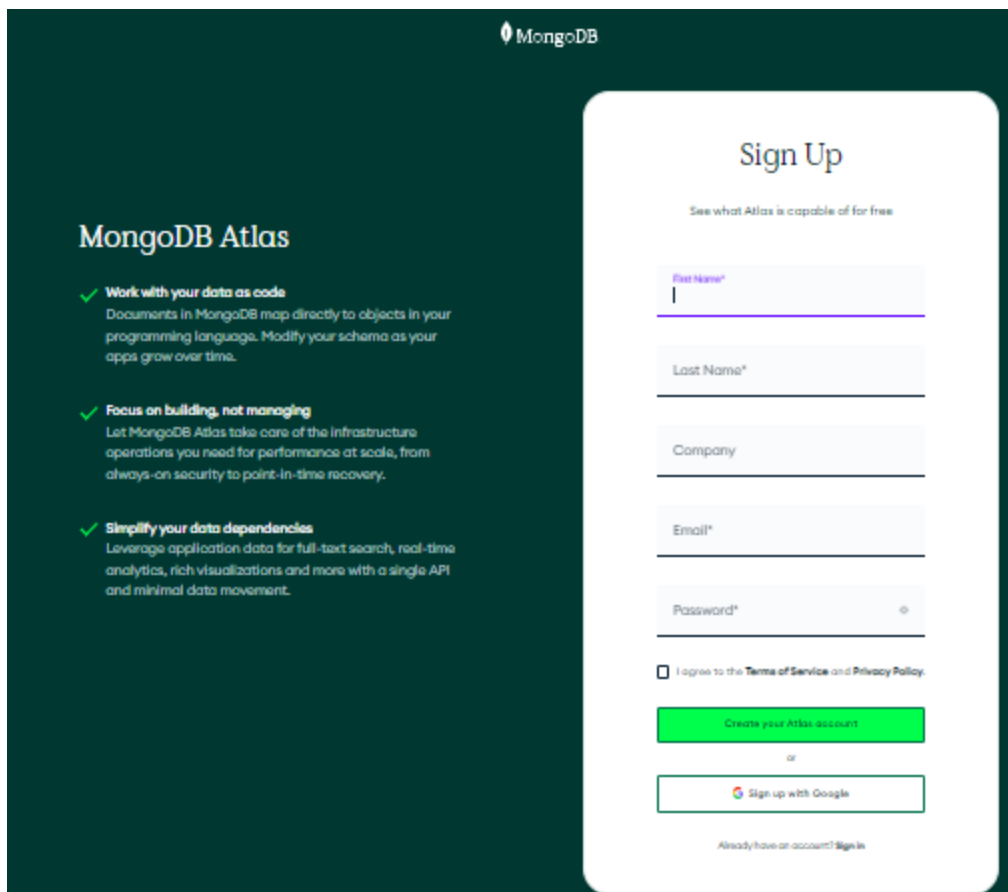 MongoDB
MongoDB Atlas
Work with your data as code
Documents in MongoDB map directly to objects in your
programming language. Modify your schema as your
apps grow over time.
Focus on building, not managing
Let MongoDB Atlas take care of the infrastructure
operations you need for performance at scale, from
always-on security to point-in-time recovery.
Simplify your data dependencies
Leverage application data for full-text search, real-time
analytics, rich visualizations and more with a single API
and minimal data movement.
Sign Up
See what Atlas is capable of for free
First Name*
Last Name*
Company
Email*
Password*
I agree to the Terms of Service and Privacy Policy.
Create your Atlas account
or
Sign up with Google
Already have an account? Sign in